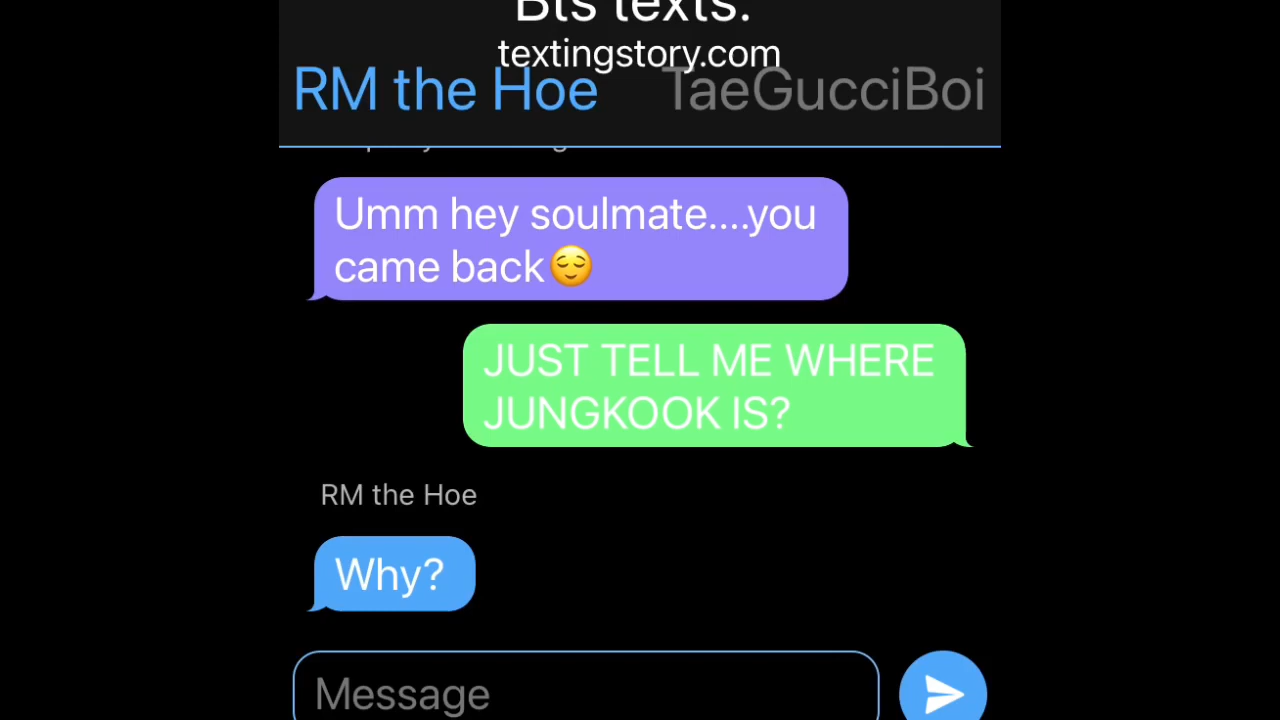 Bts texts.
textingstory.com
RM the Hoe TaeGucciBoi
Umm hey soulmate....you
came back😌
JUST TELL ME WHERE
JUNGKOOK IS?
RM the Hoe
Why?
Message